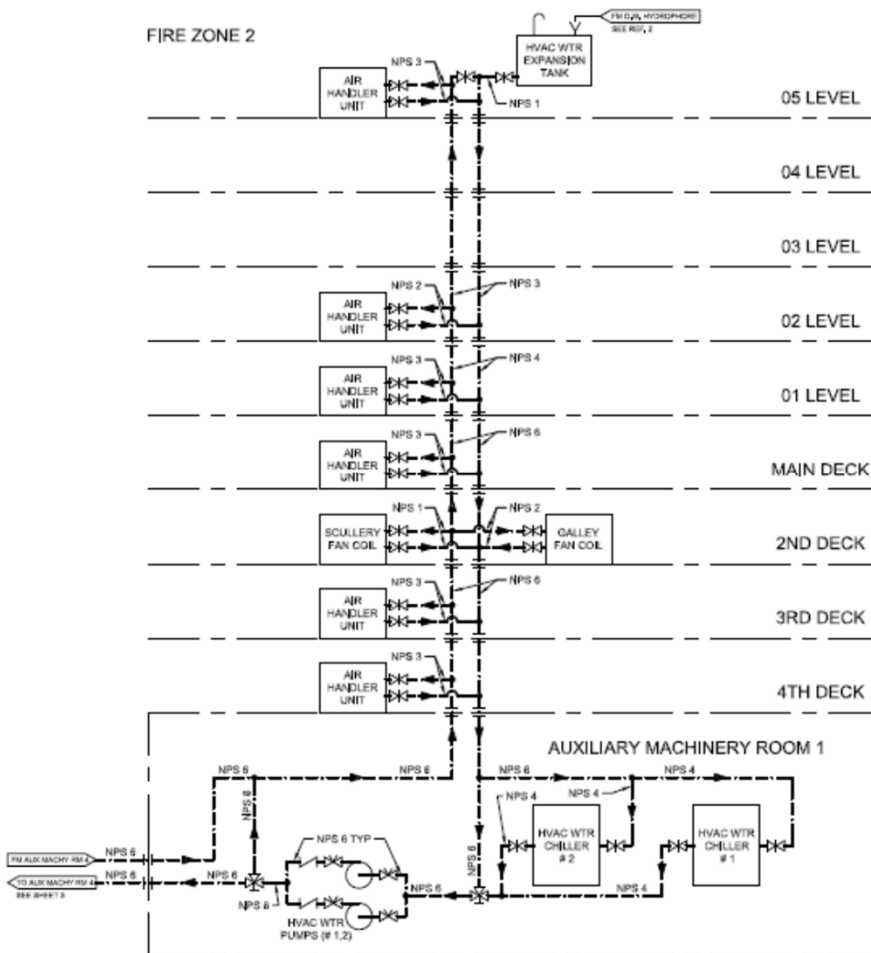 FIRE ZONE 2
FM D.W. HYDROPHORE
SEE REF. 2
HVAC WTR
EXPANSION
TANK
NPS 3
NPS 1
AIR
HANDLER
UNIT
05 LEVEL
04 LEVEL
03 LEVEL
NPS 2
NPS 3
AIR
HANDLER
UNIT
02 LEVEL
NPS 3
NPS 4
AIR
HANDLER
UNIT
01 LEVEL
NPS 3
NPS 6
AIR
HANDLER
UNIT
MAIN DECK
NPS 1
NPS 2
SCULLERY
FAN COIL
GALLEY
FAN COIL
2ND DECK
NPS 3
NPS 6
AIR
HANDLER
UNIT
3RD DECK
NPS 3
AIR
HANDLER
UNIT
4TH DECK
AUXILIARY MACHINERY ROOM 1
NPS 6
NPS 6
NPS 6
NPS 4
NPS 6
NPS 4
NPS 4
HVAC WTR
CHILLER
# 2
HVAC WTR
CHILLER
# 1
NPS 6 TYP
NPS 6
FM AUX MACHY RM 4
NPS 6
TO AUX MACHY RM 4
NPS 6
SEE SHEET 3
NPS 6
NPS 6
NPS 4
HVAC WTR
PUMPS (# 1,2)